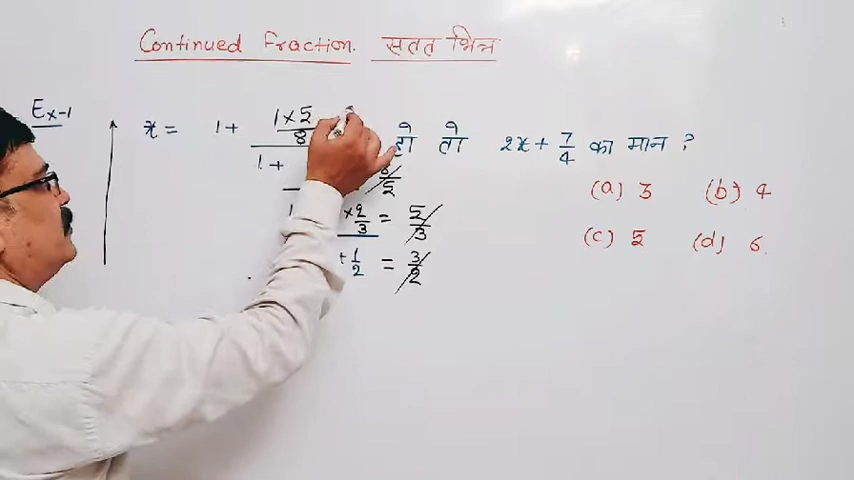 Continued Fraction. सतत भिन्न
Ex-1
x = 1 + 1×5/8 हो तो 2x + 7/4 का मान ?
1 +
5
(a) 3 (b) 4
×2/3 = 5/3
(c) 5 (d) 6
+ 1/2 = 3/2